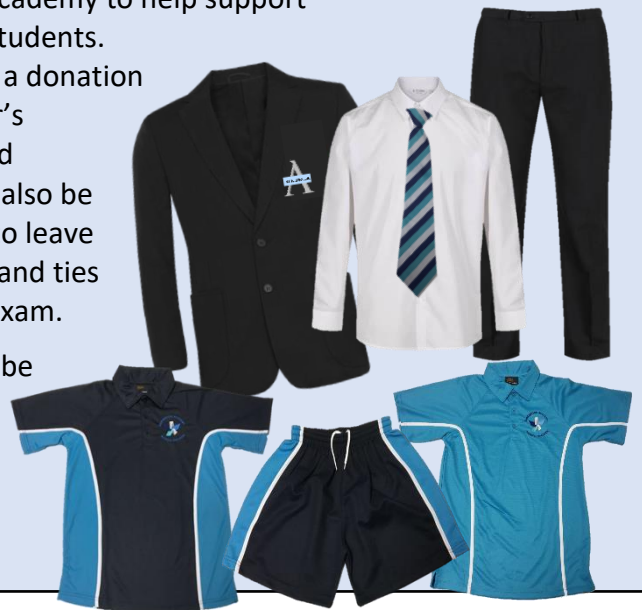 cademy to help support
tudents.
a donation
r's
d
also be
o leave
and ties
xam.
be
A